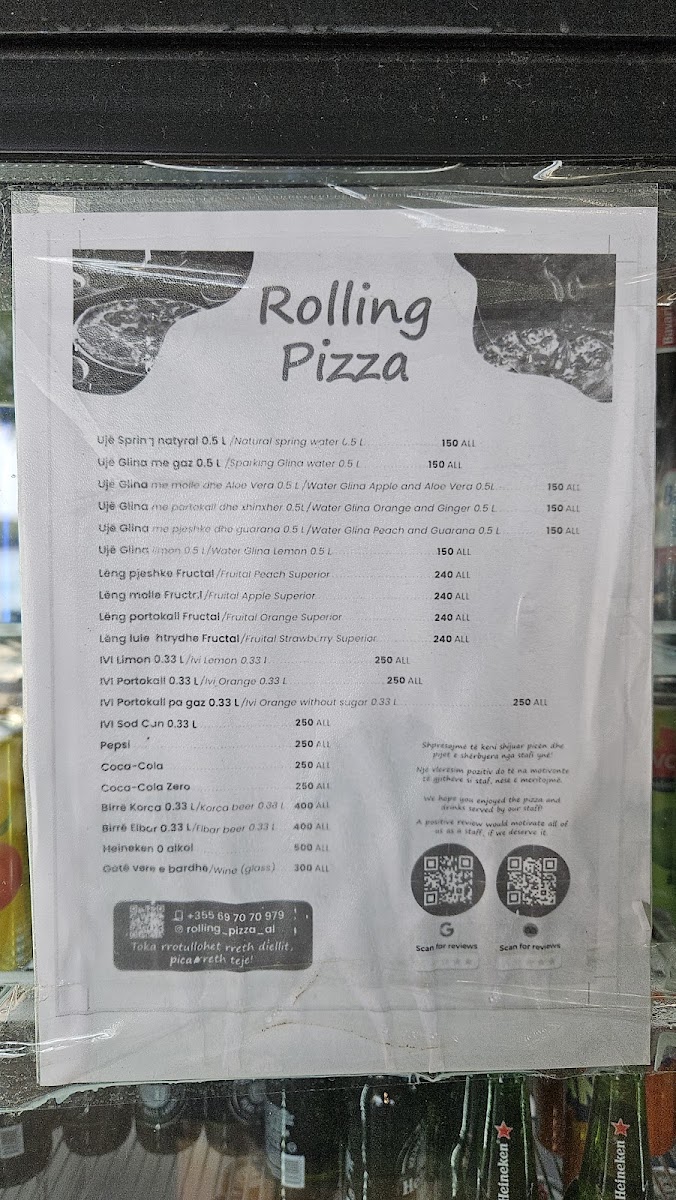 Rolling
Pizza
Ujë Spring natyral 0.5 L /Natural spring water 0.5 L 150 ALL
Ujë Glina me gaz 0.5 L /Sparking Glina water 0.5 L 150 ALL
Ujë Glina me molle dhe Aloe Vera 0.5 L /Water Glina Apple and Aloe Vera 0.5L 150 ALL
Ujë Glina me portokall dhe xhinxher 0.5L /Water Glina Orange and Ginger 0.5 L 150 ALL
Ujë Glina me pjeshke dhe guarana 0.5 L /Water Glina Peach and Guarana 0.5 L 150 ALL
Ujë Glina limon 0.5 L /Water Glina Lemon 0.5 L 150 ALL
Lëng pjeshke Fructal /Fruital Peach Superior 240 ALL
Lëng molle Fructal /Fruital Apple Superior 240 ALL
Lëng portokall Fructal /Fruital Orange Superior 240 ALL
Lëng lule htrydhe Fructal /Fruital Strawberry Superior 240 ALL
IVI Limon 0.33 L /Ivi Lemon 0.33 l 250 ALL
IVI Portokall 0.33 L /Ivi Orange 0.33 L 250 ALL
IVI Portokall pa gaz 0.33 L /Ivi Orange without sugar 0.33 L 250 ALL
IVI Sod Cun 0.33 L 250 ALL
Pepsi 250 ALL
Coca-Cola 250 ALL
Coca-Cola Zero 250 ALL
Birrë Korça 0.33 L /Korca beer 0.33 L 400 ALL
Birrë Elbar 0.33 L /Elbar beer 0.33 L 400 ALL
Heineken 0 alkol 500 ALL
Gotë vere e bardhe /Wine (glass) 300 ALL
Shpresojmë të keni shijuar picën dhe
pijet e shërbyera nga stafi ynë!
Një vlerësim pozitiv do të na motivonte
të gjithëve si staf, nëse e meritojmë.
We hope you enjoyed the pizza and
drinks served by our staff!
A positive review would motivate all of
us as a staff, if we deserve it.
G
Scan for reviews
Scan for reviews
+355 69 70 70 979
rolling_pizza_al
Toka rrotullohet rreth diellit,
pica rreth teje!
Bavari
Heineken
Heineken